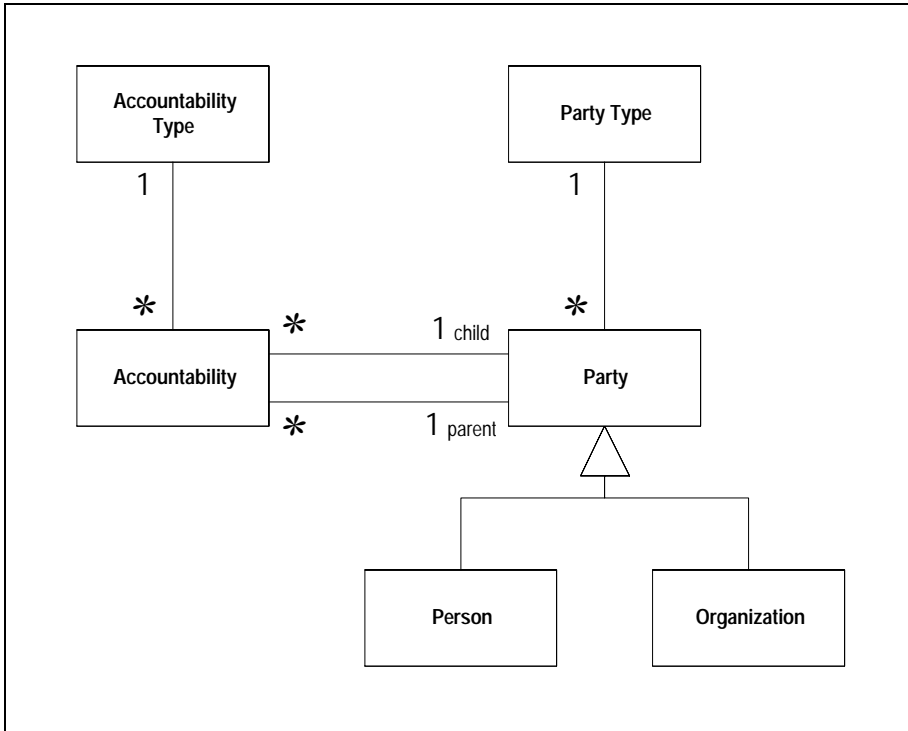 Accountability
Type
Party Type
1
1
*
*
*
1 child
Accountability
Party
*
1 parent
Person
Organization